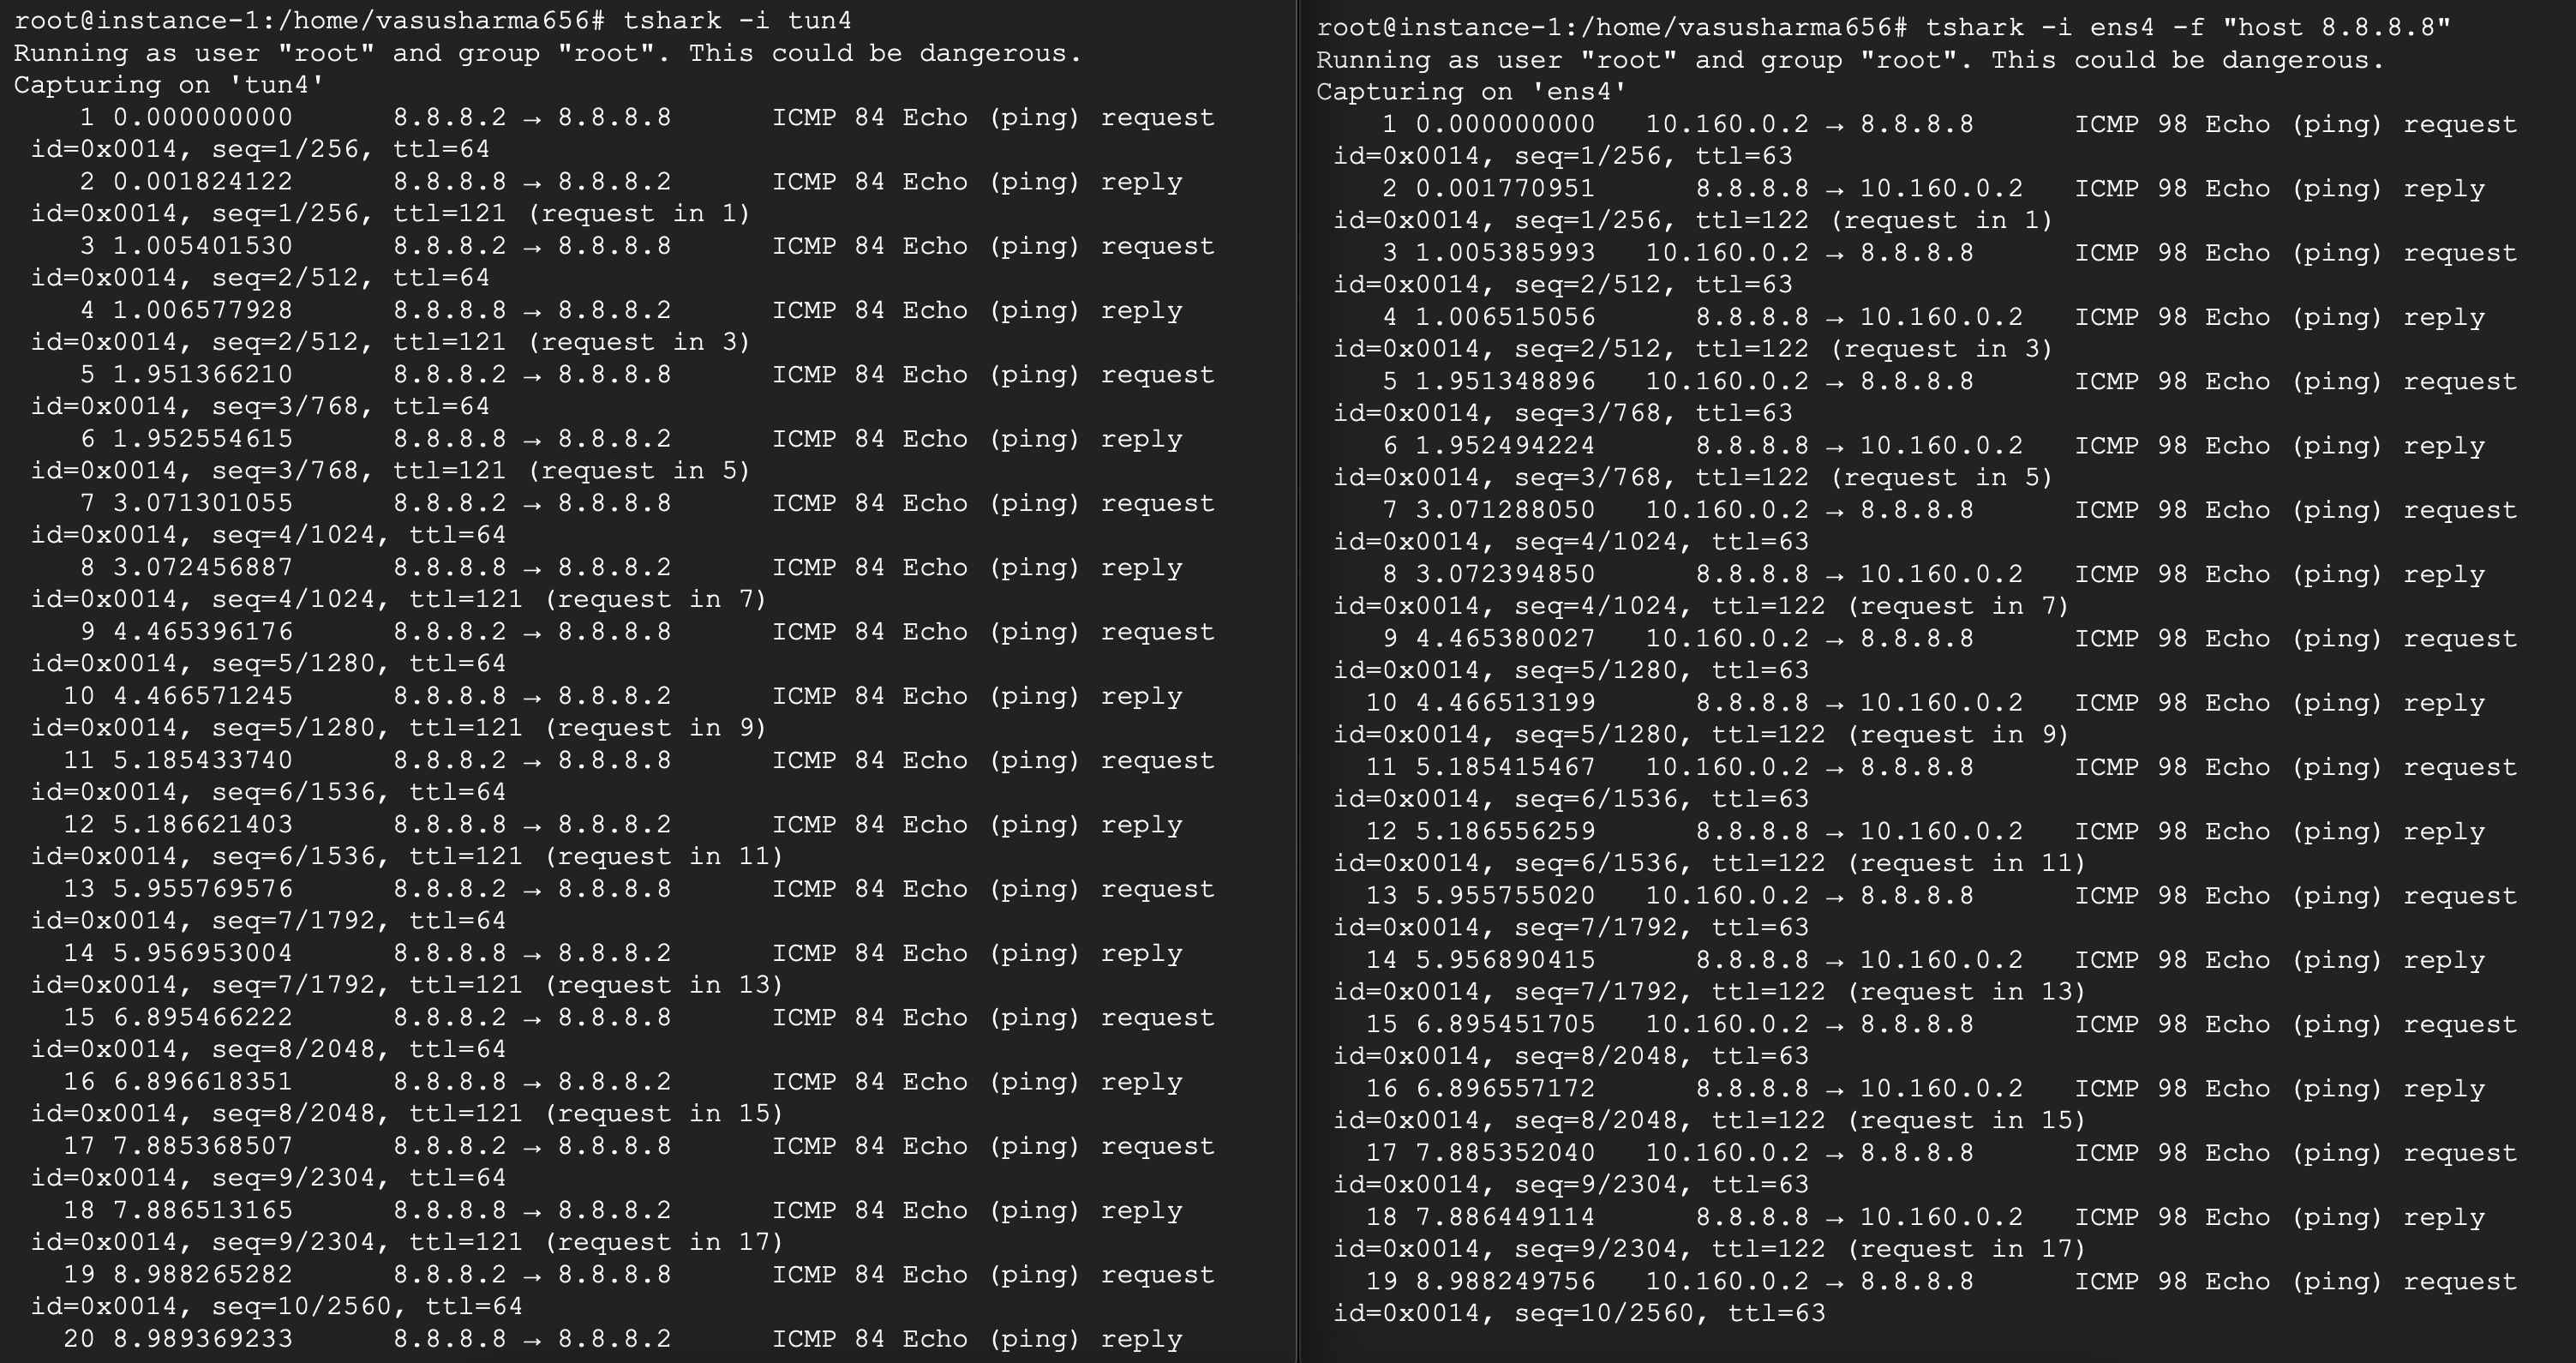 root@instance-1:/home/vasusharma656# tshark -i tun4
Running as user "root" and group "root". This could be dangerous.
Capturing on 'tun4'
1 0.000000000 8.8.8.2 → 8.8.8.8 ICMP 84 Echo (ping) request
id=0x0014, seq=1/256, ttl=64
2 0.001824122 8.8.8.8 → 8.8.8.2 ICMP 84 Echo (ping) reply
id=0x0014, seq=1/256, ttl=121 (request in 1)
3 1.005401530 8.8.8.2 → 8.8.8.8 ICMP 84 Echo (ping) request
id=0x0014, seq=2/512, ttl=64
4 1.006577928 8.8.8.8 → 8.8.8.2 ICMP 84 Echo (ping) reply
id=0x0014, seq=2/512, ttl=121 (request in 3)
5 1.951366210 8.8.8.2 → 8.8.8.8 ICMP 84 Echo (ping) request
id=0x0014, seq=3/768, ttl=64
6 1.952554615 8.8.8.8 → 8.8.8.2 ICMP 84 Echo (ping) reply
id=0x0014, seq=3/768, ttl=121 (request in 5)
7 3.071301055 8.8.8.2 → 8.8.8.8 ICMP 84 Echo (ping) request
id=0x0014, seq=4/1024, ttl=64
8 3.072456887 8.8.8.8 → 8.8.8.2 ICMP 84 Echo (ping) reply
id=0x0014, seq=4/1024, ttl=121 (request in 7)
9 4.465396176 8.8.8.2 → 8.8.8.8 ICMP 84 Echo (ping) request
id=0x0014, seq=5/1280, ttl=64
10 4.466571245 8.8.8.8 → 8.8.8.2 ICMP 84 Echo (ping) reply
id=0x0014, seq=5/1280, ttl=121 (request in 9)
11 5.185433740 8.8.8.2 → 8.8.8.8 ICMP 84 Echo (ping) request
id=0x0014, seq=6/1536, ttl=64
12 5.186621403 8.8.8.8 → 8.8.8.2 ICMP 84 Echo (ping) reply
id=0x0014, seq=6/1536, ttl=121 (request in 11)
13 5.955769576 8.8.8.2 → 8.8.8.8 ICMP 84 Echo (ping) request
id=0x0014, seq=7/1792, ttl=64
14 5.956953004 8.8.8.8 → 8.8.8.2 ICMP 84 Echo (ping) reply
id=0x0014, seq=7/1792, ttl=121 (request in 13)
15 6.895466222 8.8.8.2 → 8.8.8.8 ICMP 84 Echo (ping) request
id=0x0014, seq=8/2048, ttl=64
16 6.896618351 8.8.8.8 → 8.8.8.2 ICMP 84 Echo (ping) reply
id=0x0014, seq=8/2048, ttl=121 (request in 15)
17 7.885368507 8.8.8.2 → 8.8.8.8 ICMP 84 Echo (ping) request
id=0x0014, seq=9/2304, ttl=64
18 7.886513165 8.8.8.8 → 8.8.8.2 ICMP 84 Echo (ping) reply
id=0x0014, seq=9/2304, ttl=121 (request in 17)
19 8.988265282 8.8.8.2 → 8.8.8.8 ICMP 84 Echo (ping) request
id=0x0014, seq=10/2560, ttl=64
20 8.989369233 8.8.8.8 → 8.8.8.2 ICMP 84 Echo (ping) reply
root@instance-1:/home/vasusharma656# tshark -i ens4 -f "host 8.8.8.8"
Running as user "root" and group "root". This could be dangerous.
Capturing on 'ens4'
1 0.000000000 10.160.0.2 → 8.8.8.8 ICMP 98 Echo (ping) request
id=0x0014, seq=1/256, ttl=63
2 0.001770951 8.8.8.8 → 10.160.0.2 ICMP 98 Echo (ping) reply
id=0x0014, seq=1/256, ttl=122 (request in 1)
3 1.005385993 10.160.0.2 → 8.8.8.8 ICMP 98 Echo (ping) request
id=0x0014, seq=2/512, ttl=63
4 1.006515056 8.8.8.8 → 10.160.0.2 ICMP 98 Echo (ping) reply
id=0x0014, seq=2/512, ttl=122 (request in 3)
5 1.951348896 10.160.0.2 → 8.8.8.8 ICMP 98 Echo (ping) request
id=0x0014, seq=3/768, ttl=63
6 1.952494224 8.8.8.8 → 10.160.0.2 ICMP 98 Echo (ping) reply
id=0x0014, seq=3/768, ttl=122 (request in 5)
7 3.071288050 10.160.0.2 → 8.8.8.8 ICMP 98 Echo (ping) request
id=0x0014, seq=4/1024, ttl=63
8 3.072394850 8.8.8.8 → 10.160.0.2 ICMP 98 Echo (ping) reply
id=0x0014, seq=4/1024, ttl=122 (request in 7)
9 4.465380027 10.160.0.2 → 8.8.8.8 ICMP 98 Echo (ping) request
id=0x0014, seq=5/1280, ttl=63
10 4.466513199 8.8.8.8 → 10.160.0.2 ICMP 98 Echo (ping) reply
id=0x0014, seq=5/1280, ttl=122 (request in 9)
11 5.185415467 10.160.0.2 → 8.8.8.8 ICMP 98 Echo (ping) request
id=0x0014, seq=6/1536, ttl=63
12 5.186556259 8.8.8.8 → 10.160.0.2 ICMP 98 Echo (ping) reply
id=0x0014, seq=6/1536, ttl=122 (request in 11)
13 5.955755020 10.160.0.2 → 8.8.8.8 ICMP 98 Echo (ping) request
id=0x0014, seq=7/1792, ttl=63
14 5.956890415 8.8.8.8 → 10.160.0.2 ICMP 98 Echo (ping) reply
id=0x0014, seq=7/1792, ttl=122 (request in 13)
15 6.895451705 10.160.0.2 → 8.8.8.8 ICMP 98 Echo (ping) request
id=0x0014, seq=8/2048, ttl=63
16 6.896557172 8.8.8.8 → 10.160.0.2 ICMP 98 Echo (ping) reply
id=0x0014, seq=8/2048, ttl=122 (request in 15)
17 7.885352040 10.160.0.2 → 8.8.8.8 ICMP 98 Echo (ping) request
id=0x0014, seq=9/2304, ttl=63
18 7.886449114 8.8.8.8 → 10.160.0.2 ICMP 98 Echo (ping) reply
id=0x0014, seq=9/2304, ttl=122 (request in 17)
19 8.988249756 10.160.0.2 → 8.8.8.8 ICMP 98 Echo (ping) request
id=0x0014, seq=10/2560, ttl=63